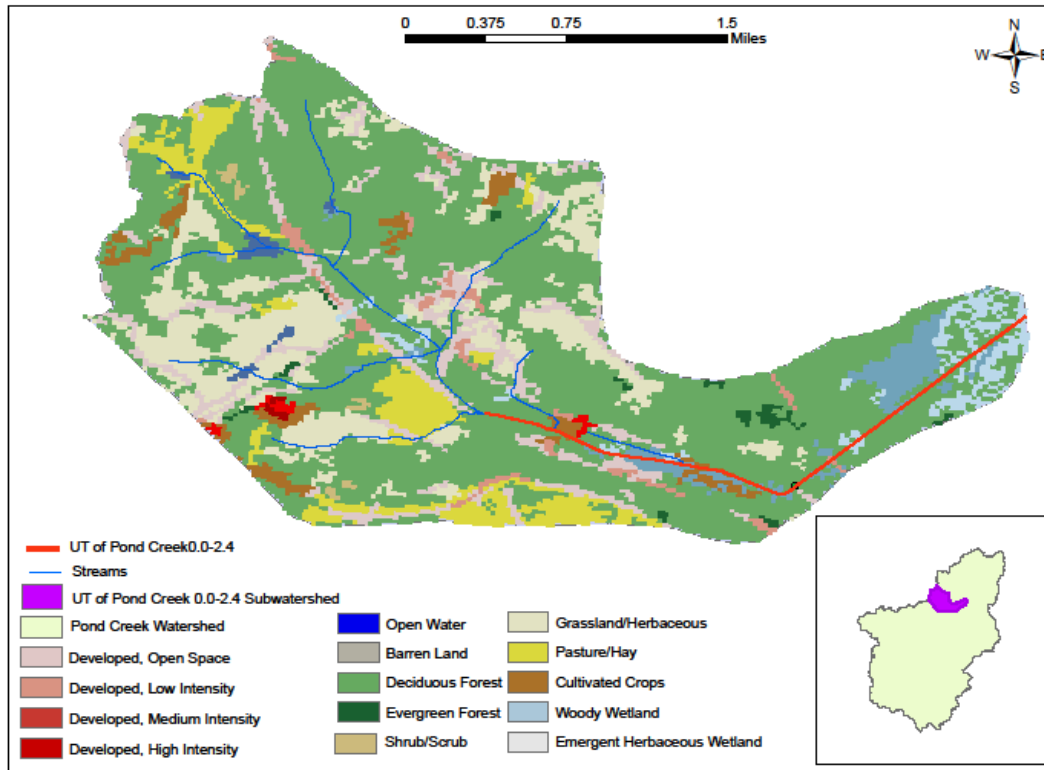 0 0.375 0.75 1.5
Miles
N
W E
S
UT of Pond Creek0.0-2.4
Streams
UT of Pond Creek 0.0-2.4 Subwatershed
Pond Creek Watershed
Developed, Open Space
Developed, Low Intensity
Developed, Medium Intensity
Developed, High Intensity
Open Water
Barren Land
Deciduous Forest
Evergreen Forest
Shrub/Scrub
Grassland/Herbaceous
Pasture/Hay
Cultivated Crops
Woody Wetland
Emergent Herbaceous Wetland